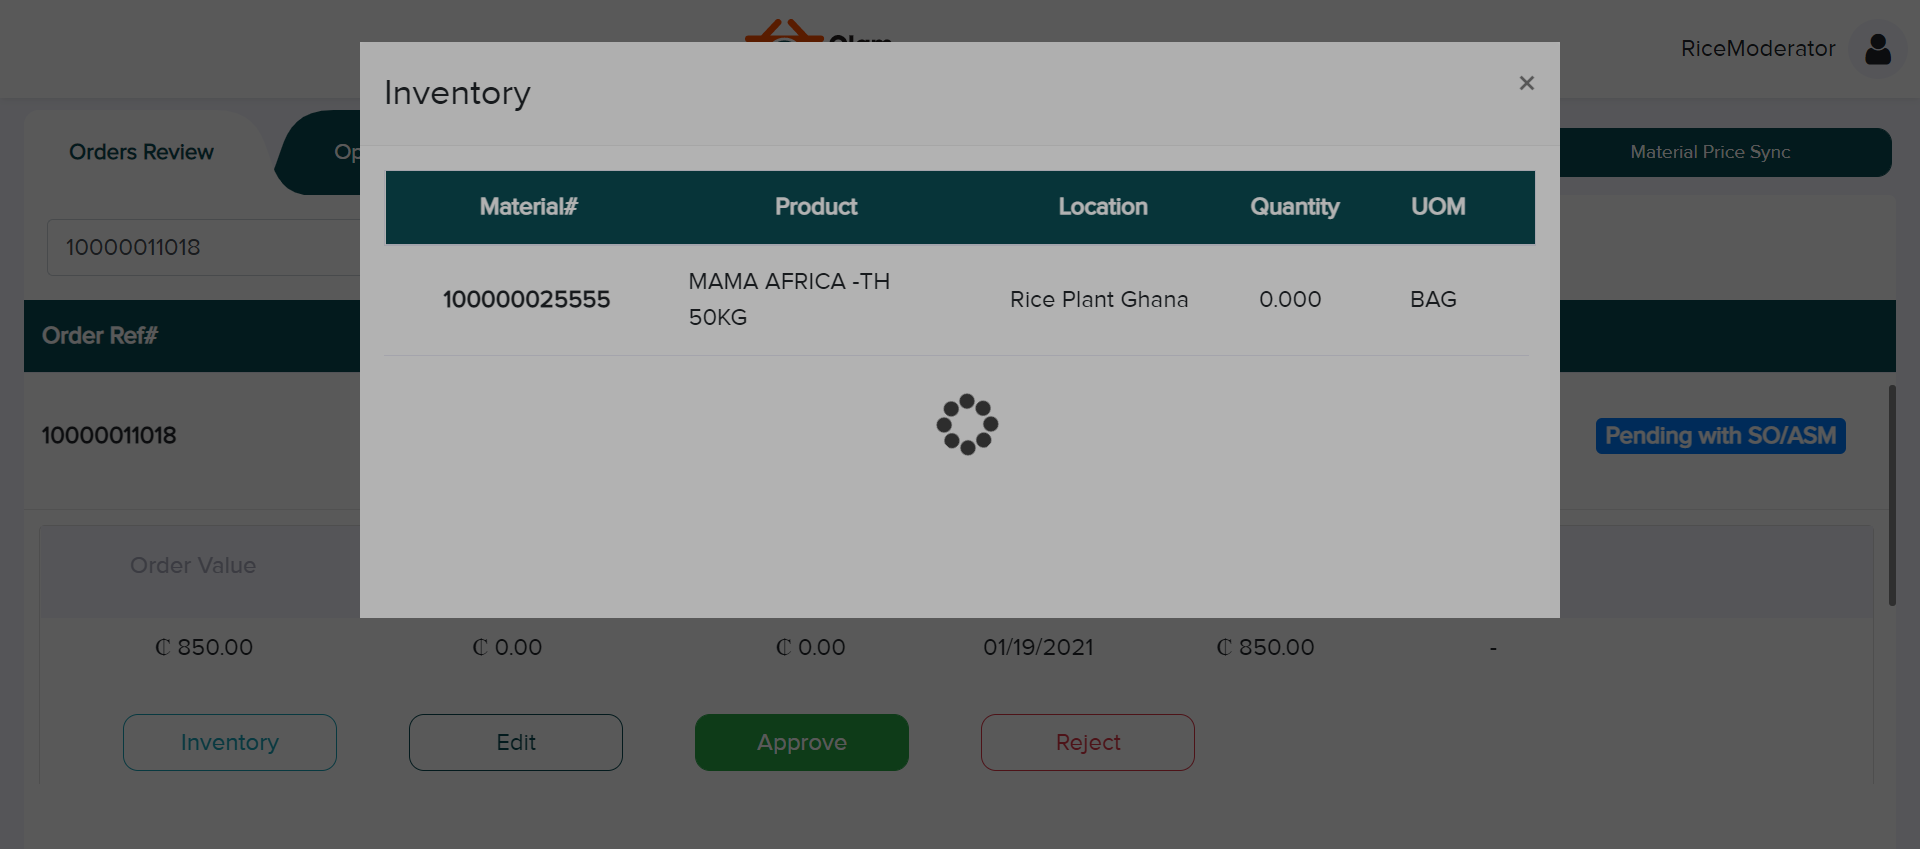 RiceModerator
Inventory
×
Orders Review
Op
Material Price Sync
Material# Product Location Quantity UOM
10000011018
MAMA AFRICA -TH
50KG
100000025555 Rice Plant Ghana 0.000 BAG
Order Ref#
10000011018 Pending with SO/ASM
Order Value
₵ 850.00 ₵ 0.00 ₵ 0.00 01/19/2021 ₵ 850.00 -
Inventory Edit Approve Reject